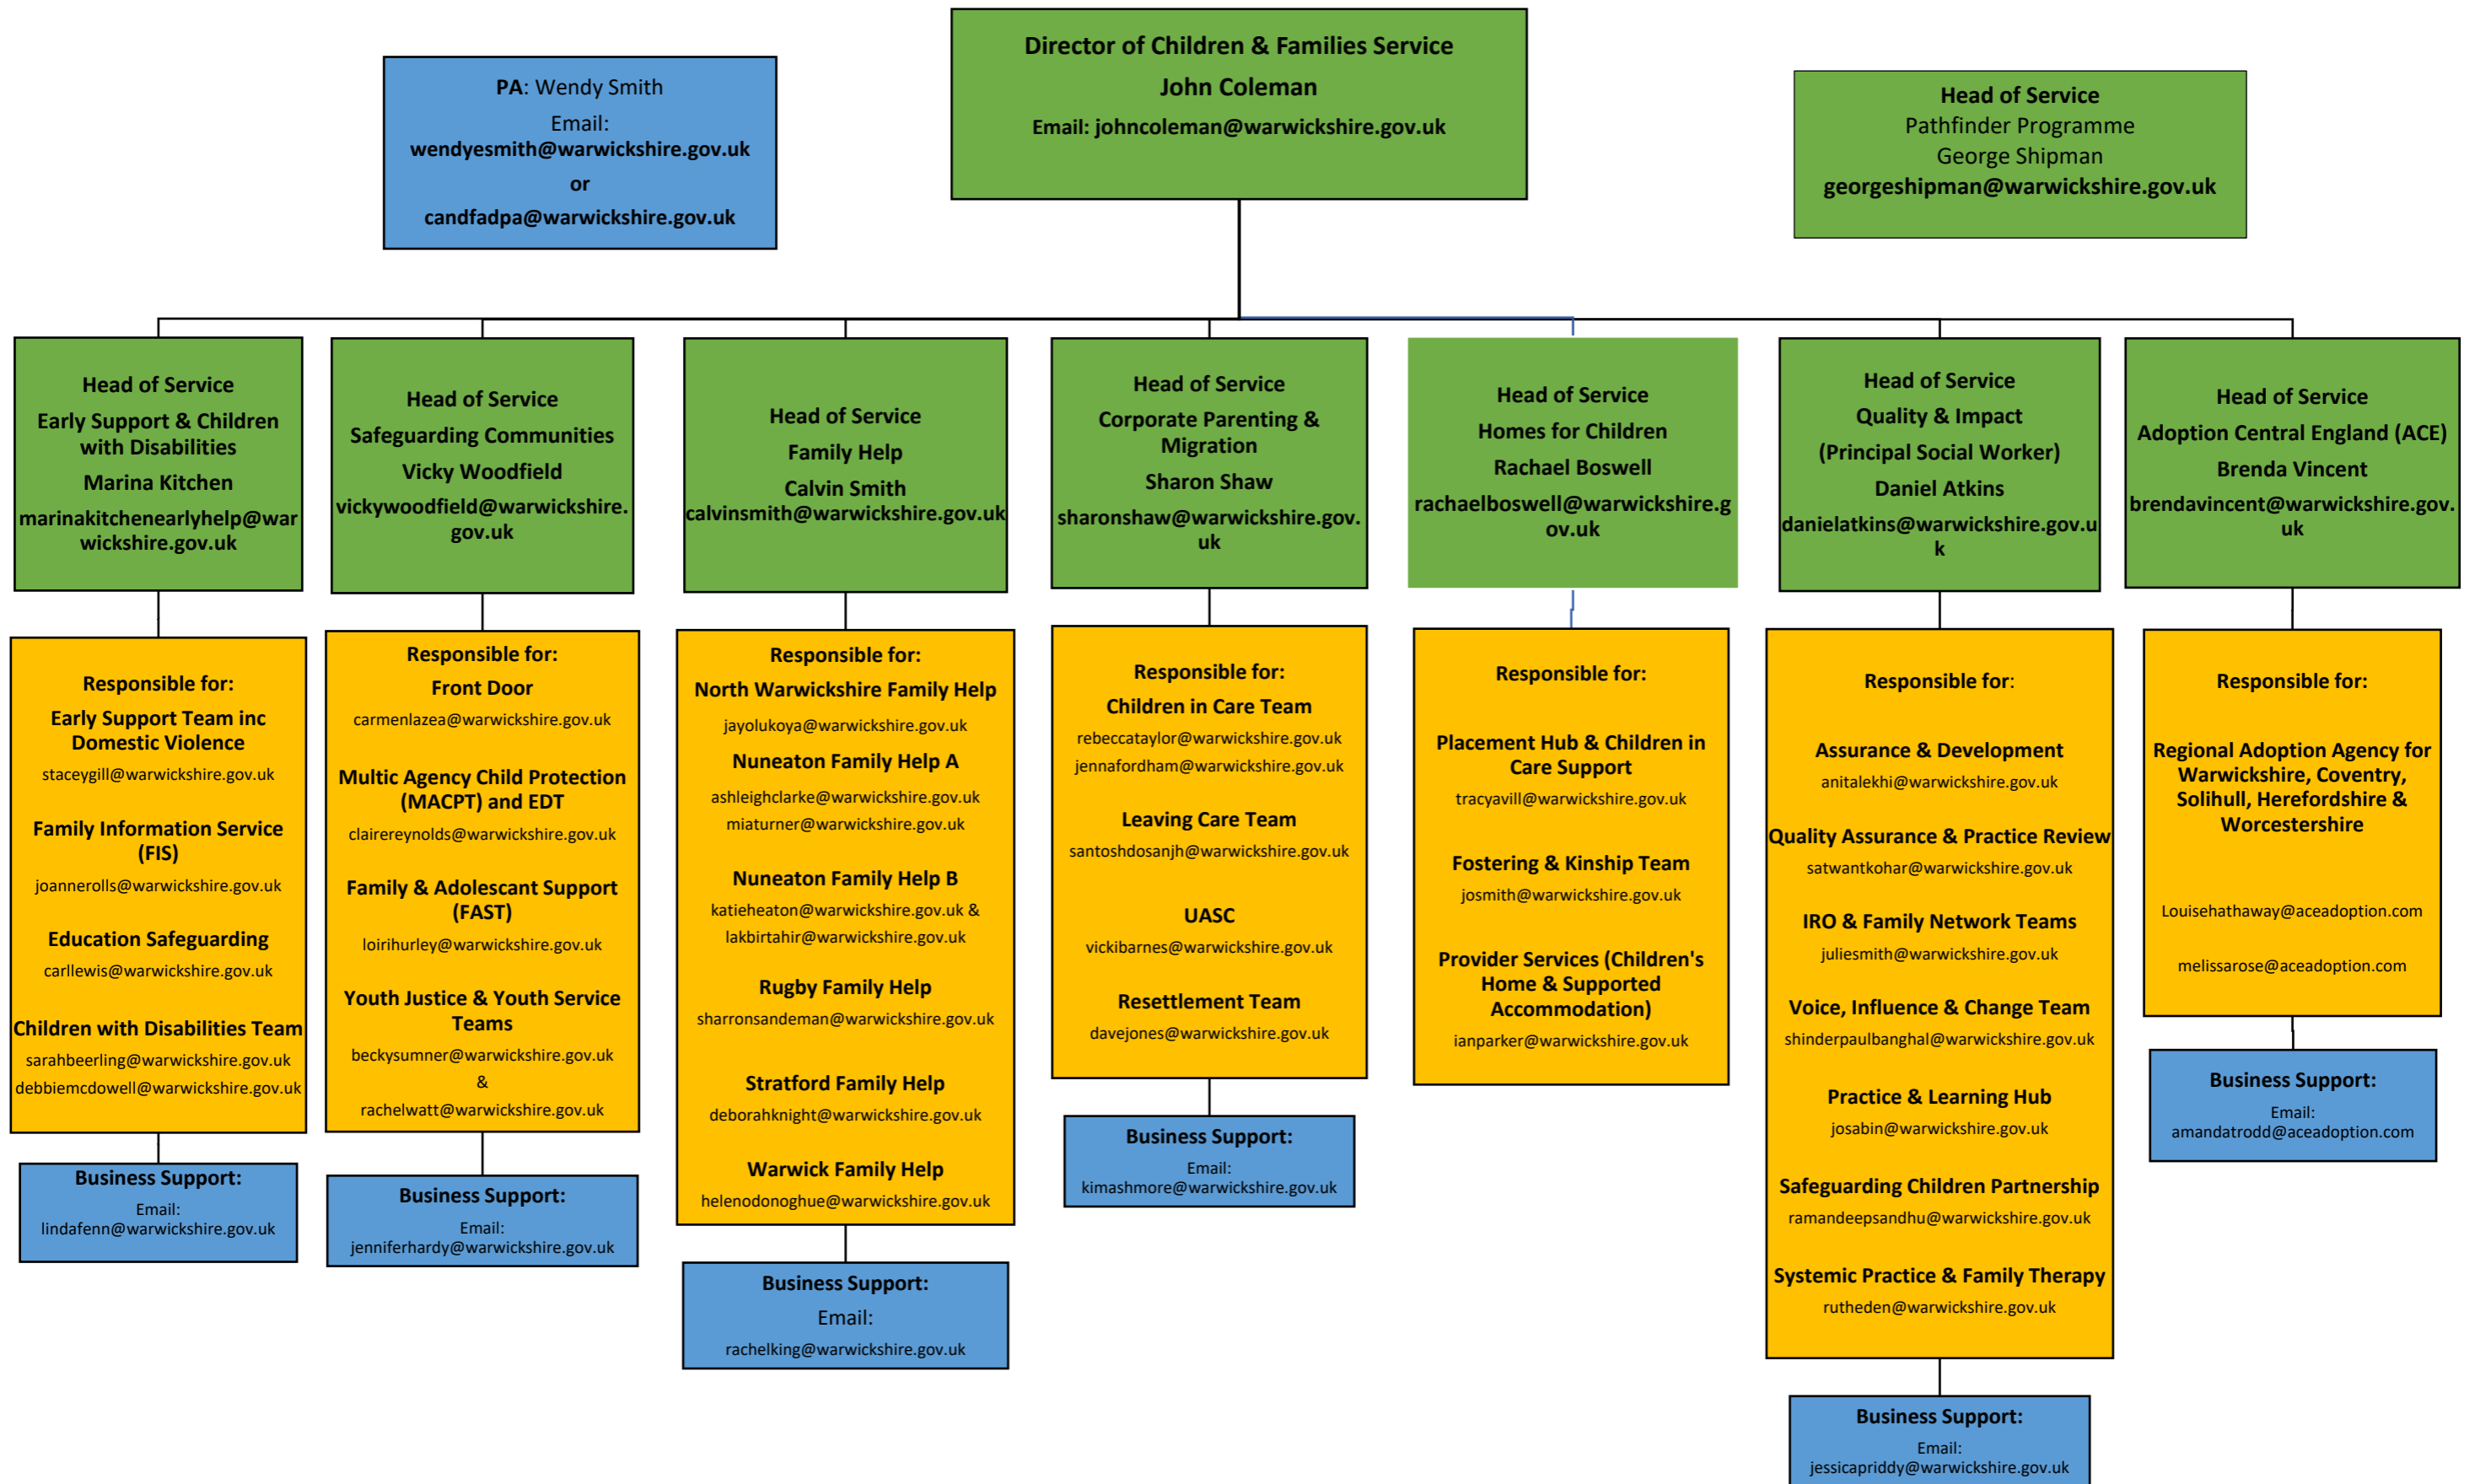 Director of Children & Families Service
John Coleman
Email: johncoleman@warwickshire.gov.uk
PA: Wendy Smith
Email:
wendyesmith@warwickshire.gov.uk
or
candfadpa@warwickshire.gov.uk
Head of Service
Pathfinder Programme
George Shipman
georgeshipman@warwickshire.gov.uk
Head of Service
Early Support & Children
with Disabilities
Marina Kitchen
marinakitchenearlyhelp@war
wickshire.gov.uk
Responsible for:
Early Support Team inc
Domestic Violence
staceygill@warwickshire.gov.uk
Family Information Service
(FIS)
joannerolls@warwickshire.gov.uk
Education Safeguarding
carllewis@warwickshire.gov.uk
Children with Disabilities Team
sarahbeerling@warwickshire.gov.uk
debbiemcdowell@warwickshire.gov.uk
Business Support:
Email:
lindafenn@warwickshire.gov.uk
Head of Service
Safeguarding Communities
Vicky Woodfield
vickywoodfield@warwickshire.
gov.uk
Responsible for:
Front Door
carmenlazea@warwickshire.gov.uk
Multic Agency Child Protection
(MACPT) and EDT
clairereynolds@warwickshire.gov.uk
Family & Adolescant Support
(FAST)
loirihurley@warwickshire.gov.uk
Youth Justice & Youth Service
Teams
beckysumner@warwickshire.gov.uk
&
rachelwatt@warwickshire.gov.uk
Business Support:
Email:
jenniferhardy@warwickshire.gov.uk
Head of Service
Family Help
Calvin Smith
calvinsmith@warwickshire.gov.uk
Responsible for:
North Warwickshire Family Help
jayolukoya@warwickshire.gov.uk
Nuneaton Family Help A
ashleighclarke@warwickshire.gov.uk
miaturner@warwickshire.gov.uk
Nuneaton Family Help B
katieheaton@warwickshire.gov.uk &
lakbirtahir@warwickshire.gov.uk
Rugby Family Help
sharronsandeman@warwickshire.gov.uk
Stratford Family Help
deborahknight@warwickshire.gov.uk
Warwick Family Help
helenodonoghue@warwickshire.gov.uk
Business Support:
Email:
rachelking@warwickshire.gov.uk
Head of Service
Corporate Parenting &
Migration
Sharon Shaw
sharonshaw@warwickshire.gov.
uk
Responsible for:
Children in Care Team
rebeccataylor@warwickshire.gov.uk
jennafordham@warwickshire.gov.uk
Leaving Care Team
santoshdosanjh@warwickshire.gov.uk
UASC
vickibarnes@warwickshire.gov.uk
Resettlement Team
davejones@warwickshire.gov.uk
Business Support:
Email:
kimashmore@warwickshire.gov.uk
Head of Service
Homes for Children
Rachael Boswell
rachaelboswell@warwickshire.g
ov.uk
Responsible for:
Placement Hub & Children in
Care Support
tracyavill@warwickshire.gov.uk
Fostering & Kinship Team
josmith@warwickshire.gov.uk
Provider Services (Children's
Home & Supported
Accommodation)
ianparker@warwickshire.gov.uk
Head of Service
Quality & Impact
(Principal Social Worker)
Daniel Atkins
danielatkins@warwickshire.gov.u
k
Responsible for:
Assurance & Development
anitalekhi@warwickshire.gov.uk
Quality Assurance & Practice Review
satwantkohar@warwickshire.gov.uk
IRO & Family Network Teams
juliesmith@warwickshire.gov.uk
Voice, Influence & Change Team
shinderpaulbanghal@warwickshire.gov.uk
Practice & Learning Hub
josabin@warwickshire.gov.uk
Safeguarding Children Partnership
ramandeepsandhu@warwickshire.gov.uk
Systemic Practice & Family Therapy
rutheden@warwickshire.gov.uk
Business Support:
Email:
jessicapriddy@warwickshire.gov.uk
Head of Service
Adoption Central England (ACE)
Brenda Vincent
brendavincent@warwickshire.gov.
uk
Responsible for:
Regional Adoption Agency for
Warwickshire, Coventry,
Solihull, Herefordshire &
Worcestershire
Louisehathaway@aceadoption.com
melissarose@aceadoption.com
Business Support:
Email:
amandatrodd@aceadoption.com